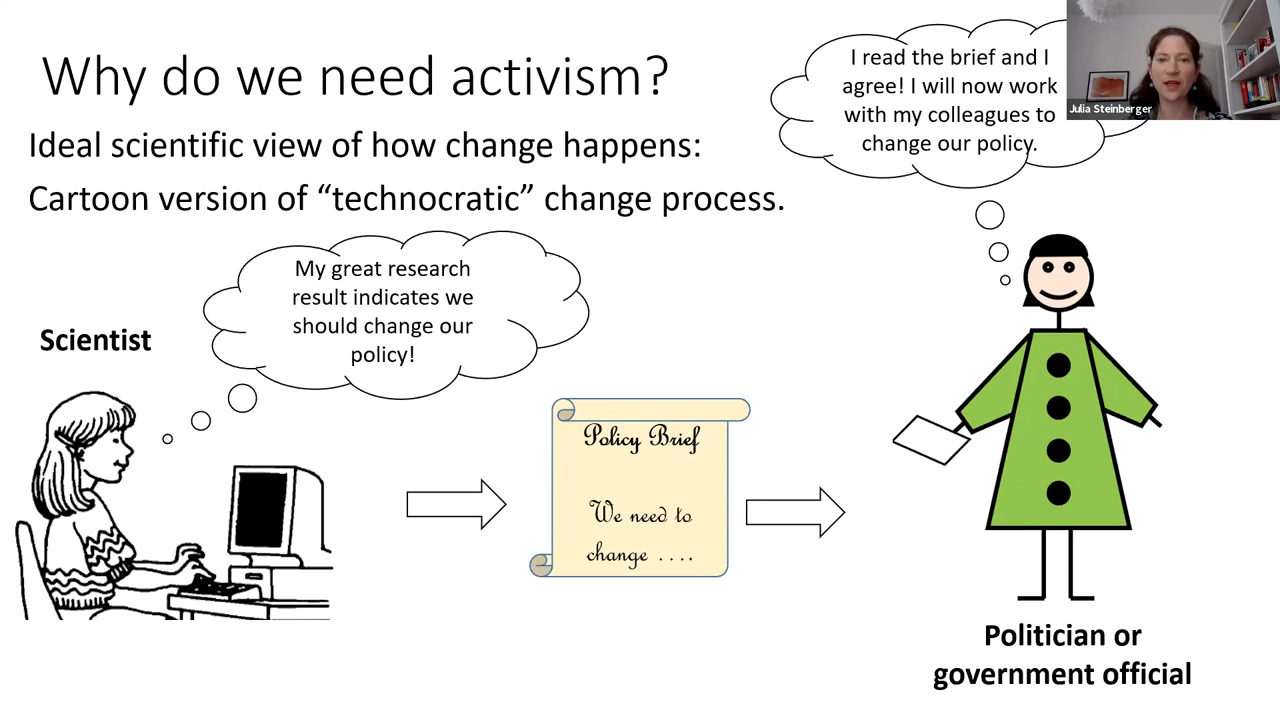 Why do we need activism?
Ideal scientific view of how change happens:
Cartoon version of “technocratic” change process.
I read the brief and I
agree! I will now work
with my colleagues to
change our policy.
Julia Steinberger
My great research
result indicates we
should change our
policy!
Scientist
Policy Brief
We need to
change ....
Politician or
government official